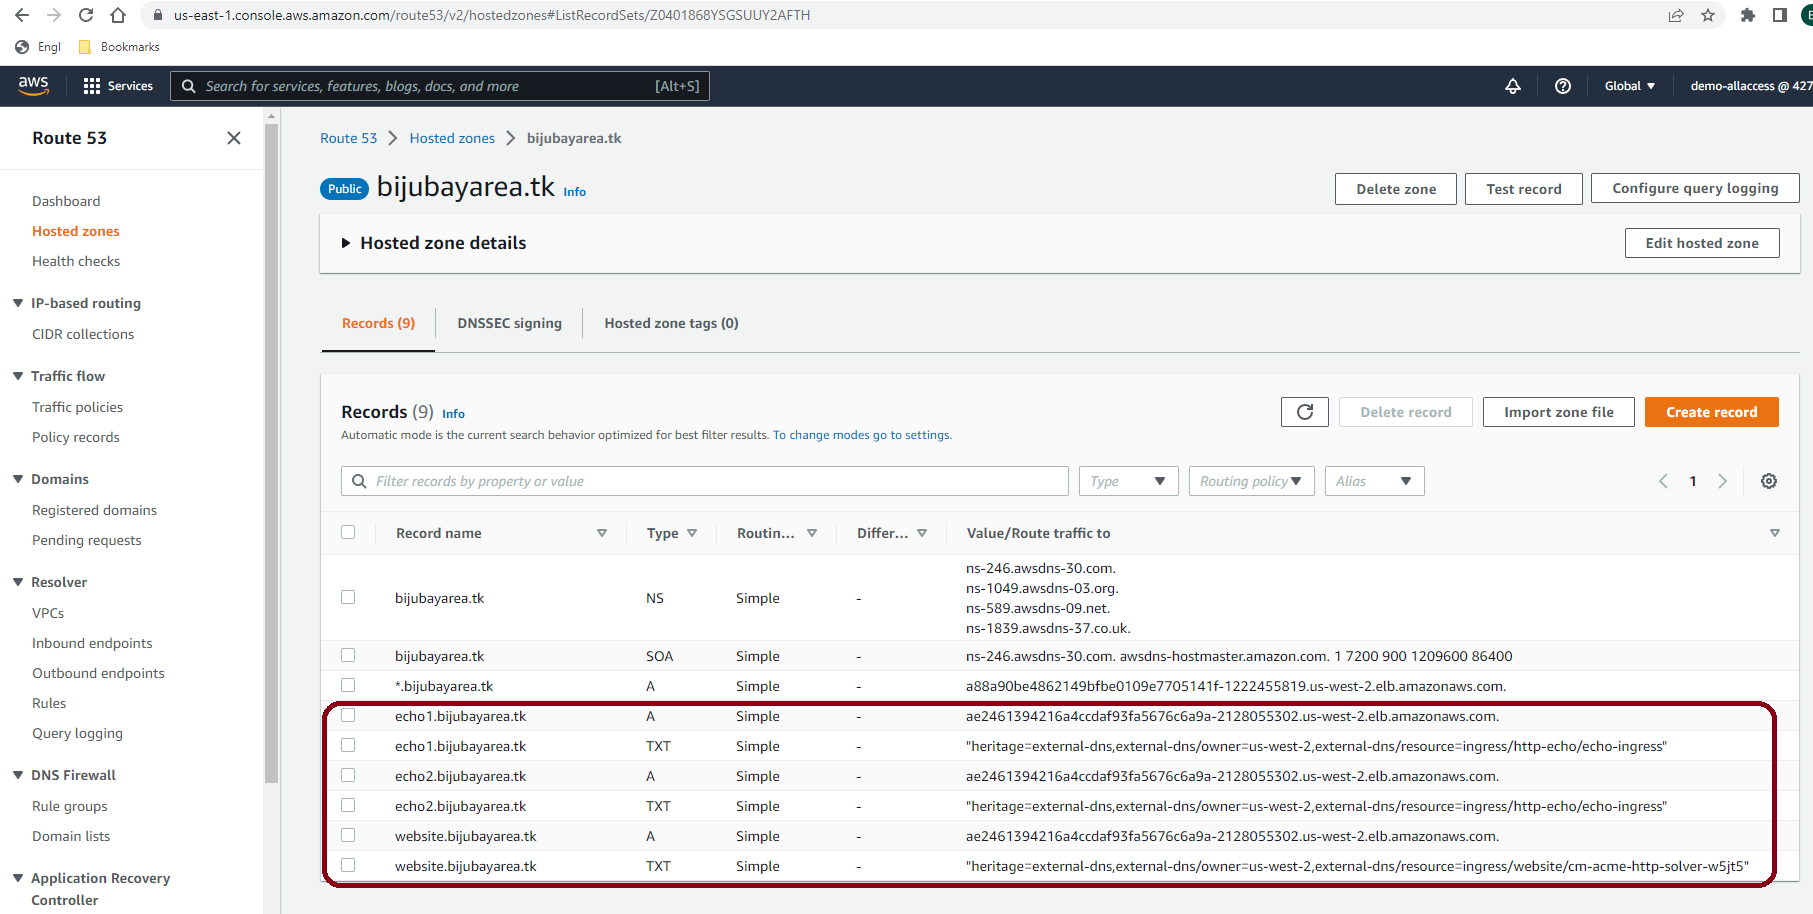 us-east-1.console.aws.amazon.com/route53/v2/hostedzones#ListRecordSets/Z0401868YSGSUUY2AFTH
Engl Bookmarks
aws Services Search for services, features, blogs, docs, and more [Alt+S] Global demo-allaccess @ 427
Route 53
Dashboard
Hosted zones
Health checks
IP-based routing
CIDR collections
Traffic flow
Traffic policies
Policy records
Domains
Registered domains
Pending requests
Resolver
VPCs
Inbound endpoints
Outbound endpoints
Rules
Query logging
DNS Firewall
Rule groups
Domain lists
Application Recovery
Controller
Route 53 Hosted zones bijubayarea.tk
Public bijubayarea.tk Info Delete zone Test record Configure query logging
Hosted zone details Edit hosted zone
Records (9) DNSSEC signing Hosted zone tags (0)
Records (9) Info Delete record Import zone file Create record
Automatic mode is the current search behavior optimized for best filter results. To change modes go to settings.
Filter records by property or value Type Routing policy Alias 1
Record name Type Routin... Differ... Value/Route traffic to
ns-246.awsdns-30.com.
ns-1049.awsdns-03.org.
bijubayarea.tk NS Simple -
ns-589.awsdns-09.net.
ns-1839.awsdns-37.co.uk.
bijubayarea.tk SOA Simple - ns-246.awsdns-30.com. awsdns-hostmaster.amazon.com. 1 7200 900 1209600 86400
*.bijubayarea.tk A Simple - a88a90be4862149bfbe0109e7705141f-1222455819.us-west-2.elb.amazonaws.com.
echo1.bijubayarea.tk A Simple - ae2461394216a4ccdaf93fa5676c6a9a-2128055302.us-west-2.elb.amazonaws.com.
echo1.bijubayarea.tk TXT Simple - "heritage=external-dns,external-dns/owner=us-west-2,external-dns/resource=ingress/http-echo/echo-ingress"
echo2.bijubayarea.tk A Simple - ae2461394216a4ccdaf93fa5676c6a9a-2128055302.us-west-2.elb.amazonaws.com.
echo2.bijubayarea.tk TXT Simple - "heritage=external-dns,external-dns/owner=us-west-2,external-dns/resource=ingress/http-echo/echo-ingress"
website.bijubayarea.tk A Simple - ae2461394216a4ccdaf93fa5676c6a9a-2128055302.us-west-2.elb.amazonaws.com.
website.bijubayarea.tk TXT Simple - "heritage=external-dns,external-dns/owner=us-west-2,external-dns/resource=ingress/website/cm-acme-http-solver-w5jt5"